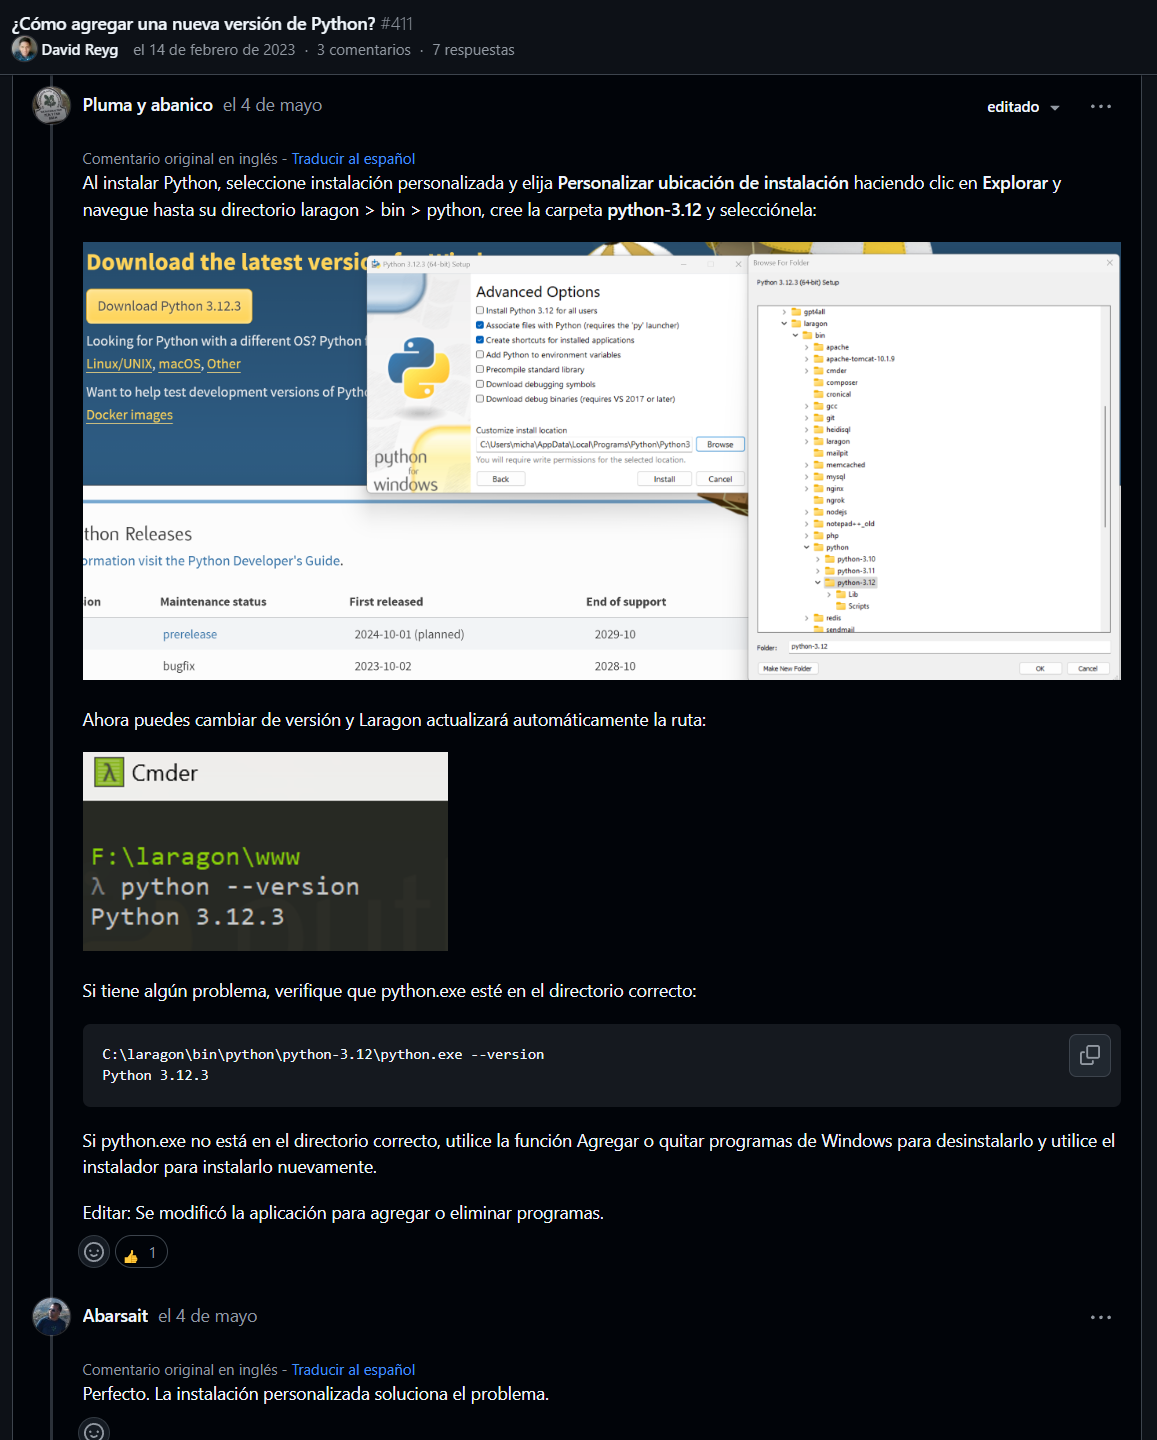 ¿Cómo agregar una nueva versión de Python? #411
David Reyg el 14 de febrero de 2023 · 3 comentarios · 7 respuestas
Pluma y abanico el 4 de mayo
editado
Comentario original en inglés - Traducir al español
Al instalar Python, seleccione instalación personalizada y elija Personalizar ubicación de instalación haciendo clic en Explorar y
navegue hasta su directorio laragon > bin > python, cree la carpeta python-3.12 y selecciónela:
Download the latest versio
Download Python 3.12.3
Looking for Python with a different OS? Python f
Linux/UNIX, macOS, Other
Want to help test development versions of Pytho
Docker images
thon Releases
ormation visit the Python Developer's Guide.
ion Maintenance status First released End of support
prerelease 2024-10-01 (planned) 2029-10
bugfix 2023-10-02 2028-10
Python 3.12.3 (64-bit) Setup
Advanced Options
Install Python 3.12 for all users
Associate files with Python (requires the 'py' launcher)
Create shortcuts for installed applications
Add Python to environment variables
Precompile standard library
Download debugging symbols
Download debug binaries (requires VS 2017 or later)
Customize install location
C:\Users\micha\AppData\Local\Programs\Python\Python3
Browse
You will require write permissions for the selected location.
Back
Install
Cancel
python
for
windows
Browse For Folder
Python 3.12.3 (64-bit) Setup
gpt4all
laragon
bin
apache
apache-tomcat-10.1.9
cmder
composer
cronical
gcc
git
heidisql
laragon
mailpit
memcached
mysql
nginx
ngrok
nodejs
notepad++_old
php
python
python-3.10
python-3.11
python-3.12
Lib
Scripts
redis
sendmail
Folder: python-3.12
Make New Folder
OK
Cancel
Ahora puedes cambiar de versión y Laragon actualizará automáticamente la ruta:
λ Cmder
F:\laragon\www
λ python --version
Python 3.12.3
Si tiene algún problema, verifique que python.exe esté en el directorio correcto:
C:\laragon\bin\python\python-3.12\python.exe --version
Python 3.12.3
Si python.exe no está en el directorio correcto, utilice la función Agregar o quitar programas de Windows para desinstalarlo y utilice el
instalador para instalarlo nuevamente.
Editar: Se modificó la aplicación para agregar o eliminar programas.
1
Abarsait el 4 de mayo
Comentario original en inglés - Traducir al español
Perfecto. La instalación personalizada soluciona el problema.